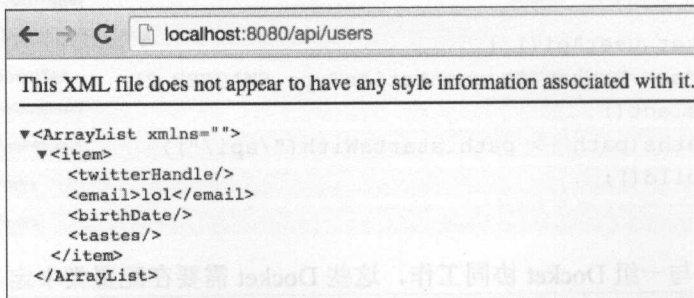 localhost:8080/api/users
This XML file does not appear to have any style information associated with it.
▼<ArrayList xmlns="">
▼<item>
<twitterHandle/>
<email>lol</email>
<birthDate/>
<tastes/>
</item>
</ArrayList>